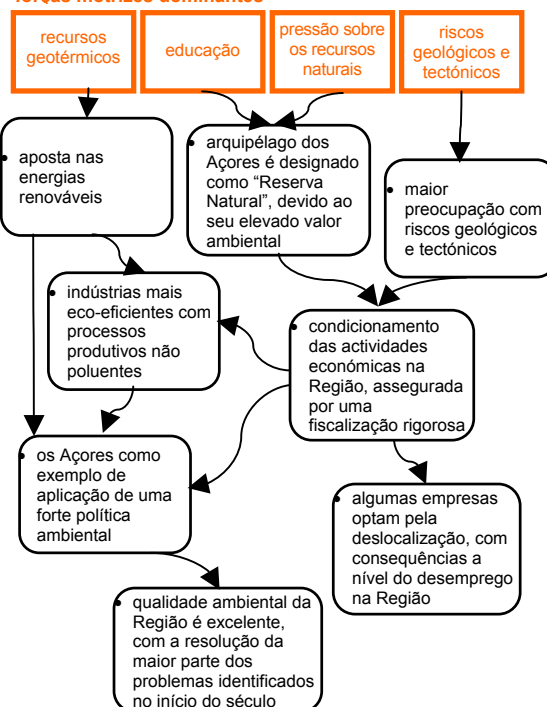 forças motrizes dominantes
recursos
geotérmicos
educação
pressão sobre
os recursos
naturais
riscos
geológicos e
tectónicos
• aposta nas
energias
renováveis
• arquipélago dos
Açores é designado
como “Reserva
Natural”, devido ao
seu elevado valor
ambiental
• maior
preocupação com
riscos geológicos
e tectónicos
• indústrias mais
eco-eficientes com
processos
produtivos não
poluentes
• condicionamento
das actividades
económicas na
Região, assegurada
por uma
fiscalização rigorosa
• os Açores como
exemplo de
aplicação de uma
forte política
ambiental
• algumas empresas
optam pela
deslocalização, com
consequências a
nível do desemprego
na Região
• qualidade ambiental da
Região é excelente,
com a resolução da
maior parte dos
problemas identificados
no início do século